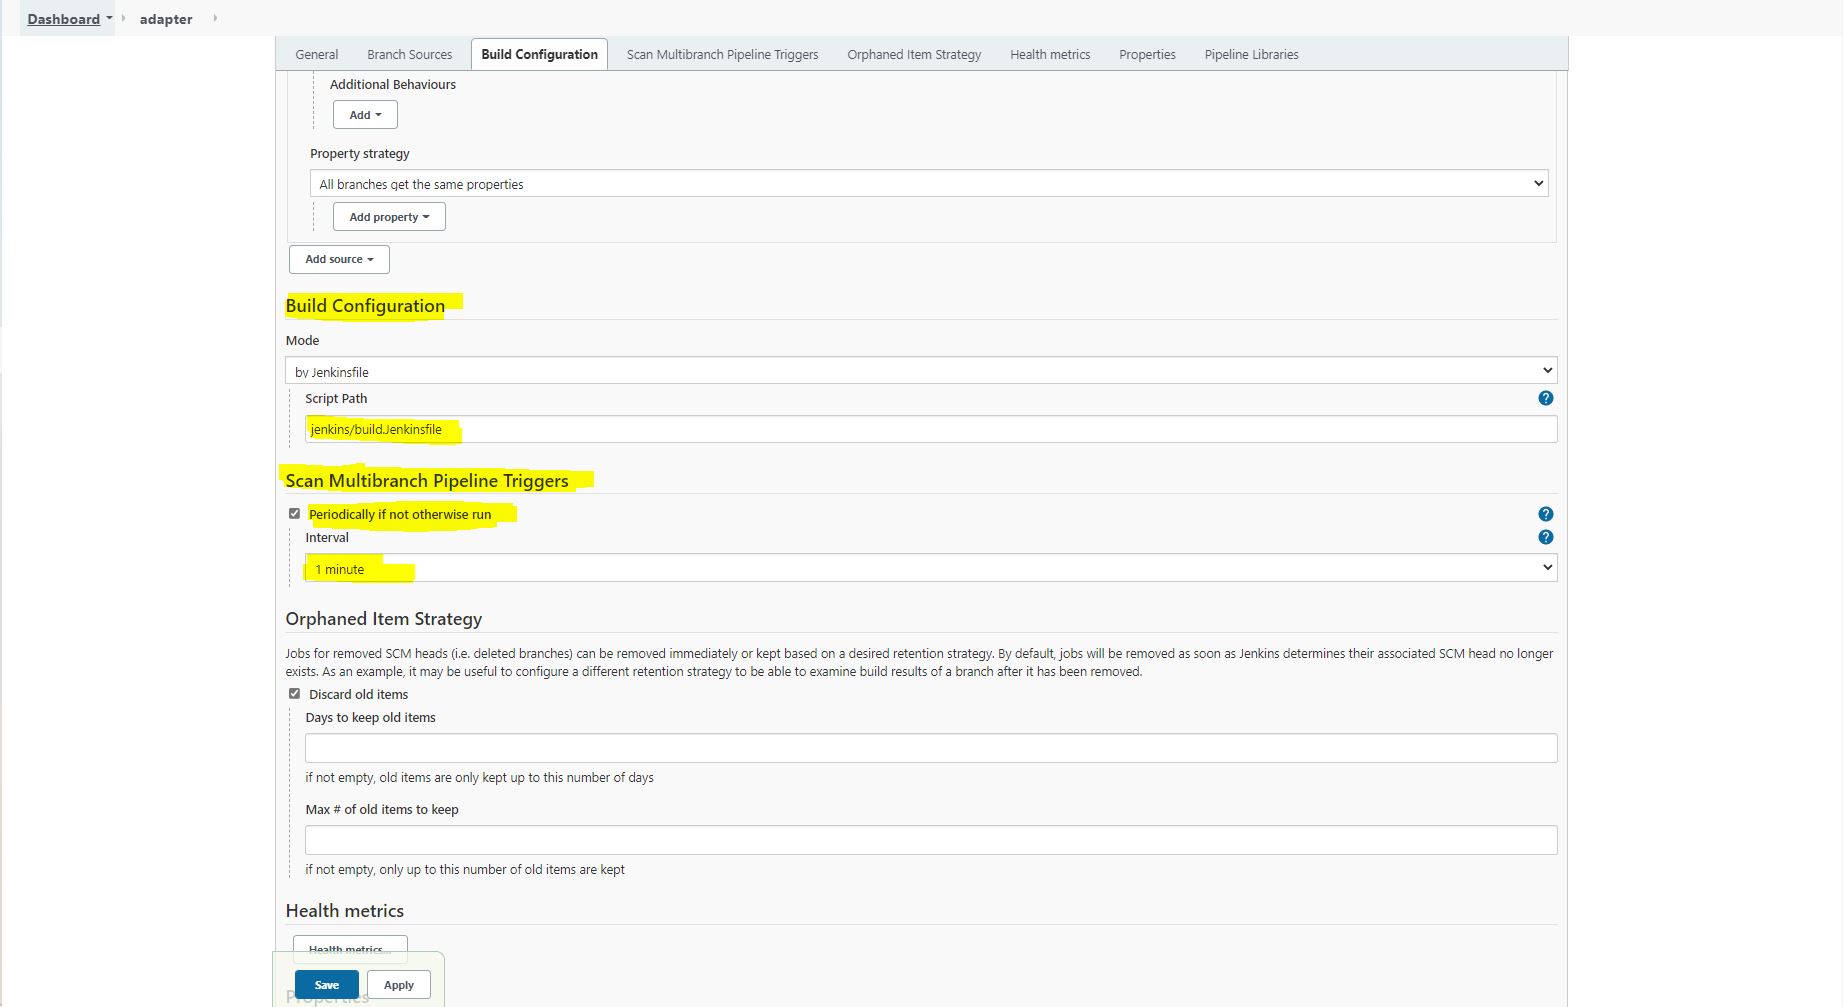 Dashboard adapter
General Branch Sources Build Configuration Scan Multibranch Pipeline Triggers Orphaned Item Strategy Health metrics Properties Pipeline Libraries
Additional Behaviours
Add
Property strategy
All branches get the same properties
Add property
Add source
Build Configuration
Mode
by Jenkinsfile
Script Path
?
jenkins/build.Jenkinsfile
Scan Multibranch Pipeline Triggers
Periodically if not otherwise run
?
Interval
?
1 minute
Orphaned Item Strategy
Jobs for removed SCM heads (i.e. deleted branches) can be removed immediately or kept based on a desired retention strategy. By default, jobs will be removed as soon as Jenkins determines their associated SCM head no longer
exists. As an example, it may be useful to configure a different retention strategy to be able to examine build results of a branch after it has been removed.
Discard old items
Days to keep old items
if not empty, old items are only kept up to this number of days
Max # of old items to keep
if not empty, only up to this number of old items are kept
Health metrics
Health metrics...
Save Apply
Properties